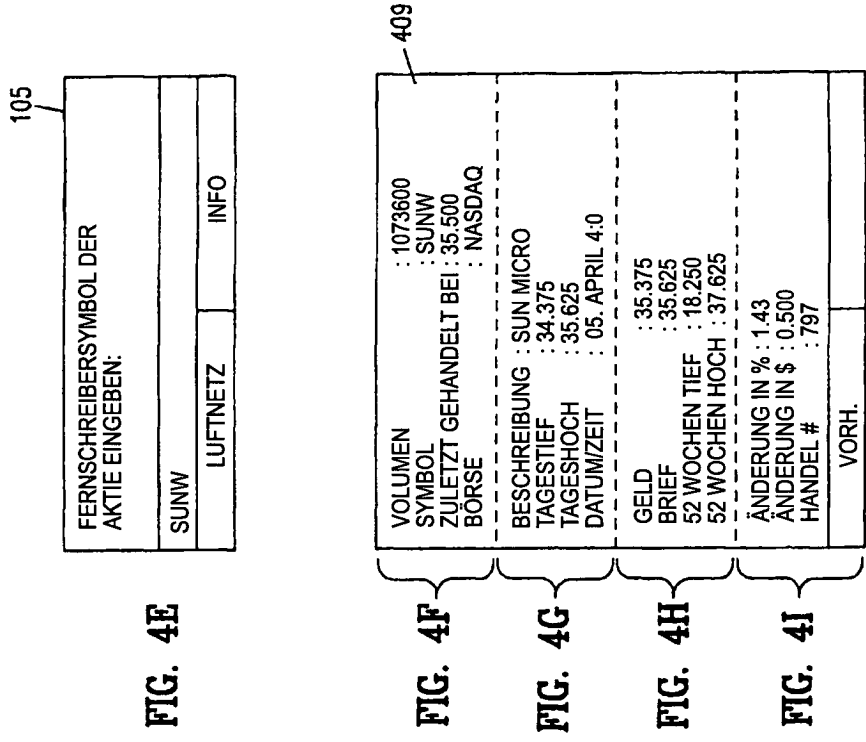 FIG. 4E
105
FERNSCHREIBERSYMBOL DER
AKTIE EINGEBEN:
SUNW
LUFTNETZ INFO
409
FIG. 4F
VOLUMEN : 1073600
SYMBOL : SUNW
ZULETZT GEHANDELT BEI : 35.500
BÖRSE : NASDAQ
FIG. 4G
BESCHREIBUNG : SUN MICRO
TAGESTIEF : 34.375
TAGESHOCH : 35.625
DATUM/ZEIT : 05. APRIL 4:0
FIG. 4H
GELD : 35.375
BRIEF : 35.625
52 WOCHEN TIEF : 18.250
52 WOCHEN HOCH : 37.625
FIG. 4I
ÄNDERUNG IN % : 1.43
ÄNDERUNG IN $ : 0.500
HANDEL # : 797
VORH.